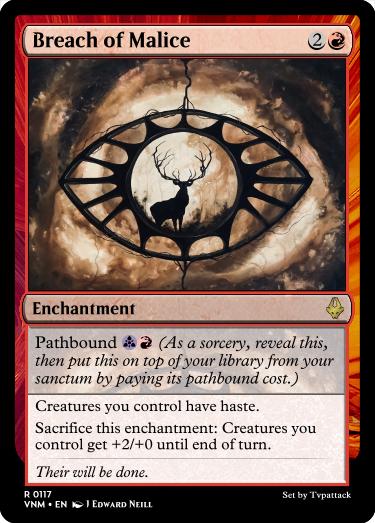 Breach of Malice 2
Enchantment
Pathbound (As a sorcery, reveal this,
then put this on top of your library from your
sanctum by paying its pathbound cost.)
Creatures you control have haste.
Sacrifice this enchantment: Creatures you
control get +2/+0 until end of turn.
Their will be done.
R 0117
VNM • EN J Edward Neill
Set by Tvpattack